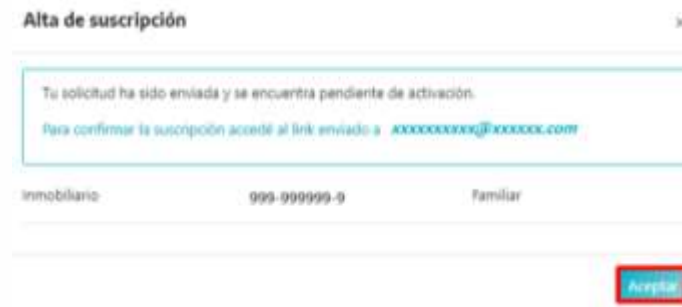 Alta de suscripción
x
Tu solicitud ha sido enviada y se encuentra pendiente de activación.
Para confirmar la suscripción accedé al link enviado a xxxxxxxxxx@xxxxxx.com
Inmobiliario 999-999999-9 Familiar
Aceptar